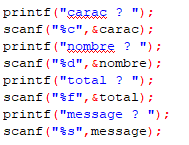 printf("carac ? ");
scanf("%c",&carac);
printf("nombre ? ");
scanf("%d",&nombre);
printf("total ? ");
scanf("%f",&total);
printf("message ? ");
scanf("%s",message);